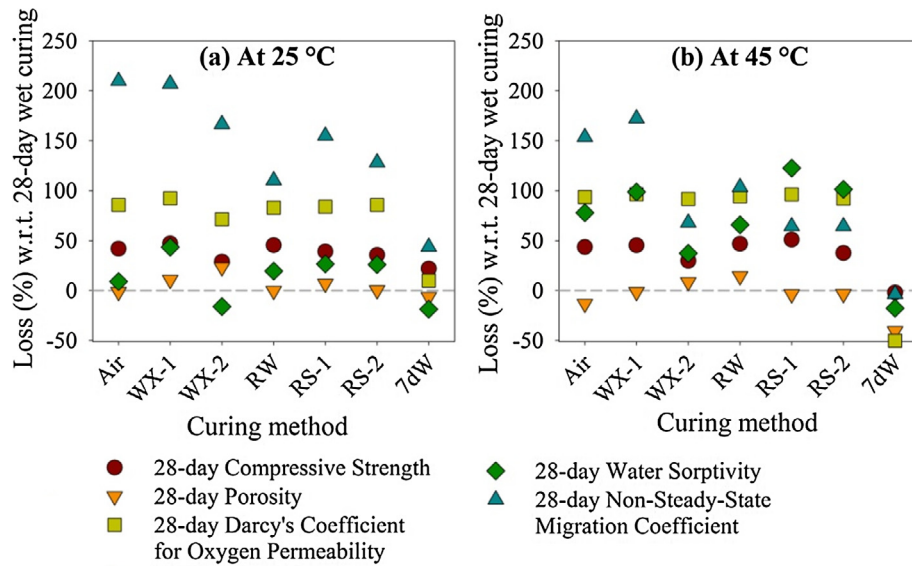 Loss (%) w.r.t. 28-day wet curing
250
200
150
100
50
0
-50
(a) At 25 °C
Air
WX-1
WX-2
RW
RS-1
RS-2
7dW
Curing method
Loss (%) w.r.t. 28-day wet curing
250
200
150
100
50
0
-50
(b) At 45 °C
Air
WX-1
WX-2
RW
RS-1
RS-2
7dW
Curing method
28-day Compressive Strength
28-day Porosity
28-day Darcy's Coefficient
for Oxygen Permeability
28-day Water Sorptivity
28-day Non-Steady-State
Migration Coefficient